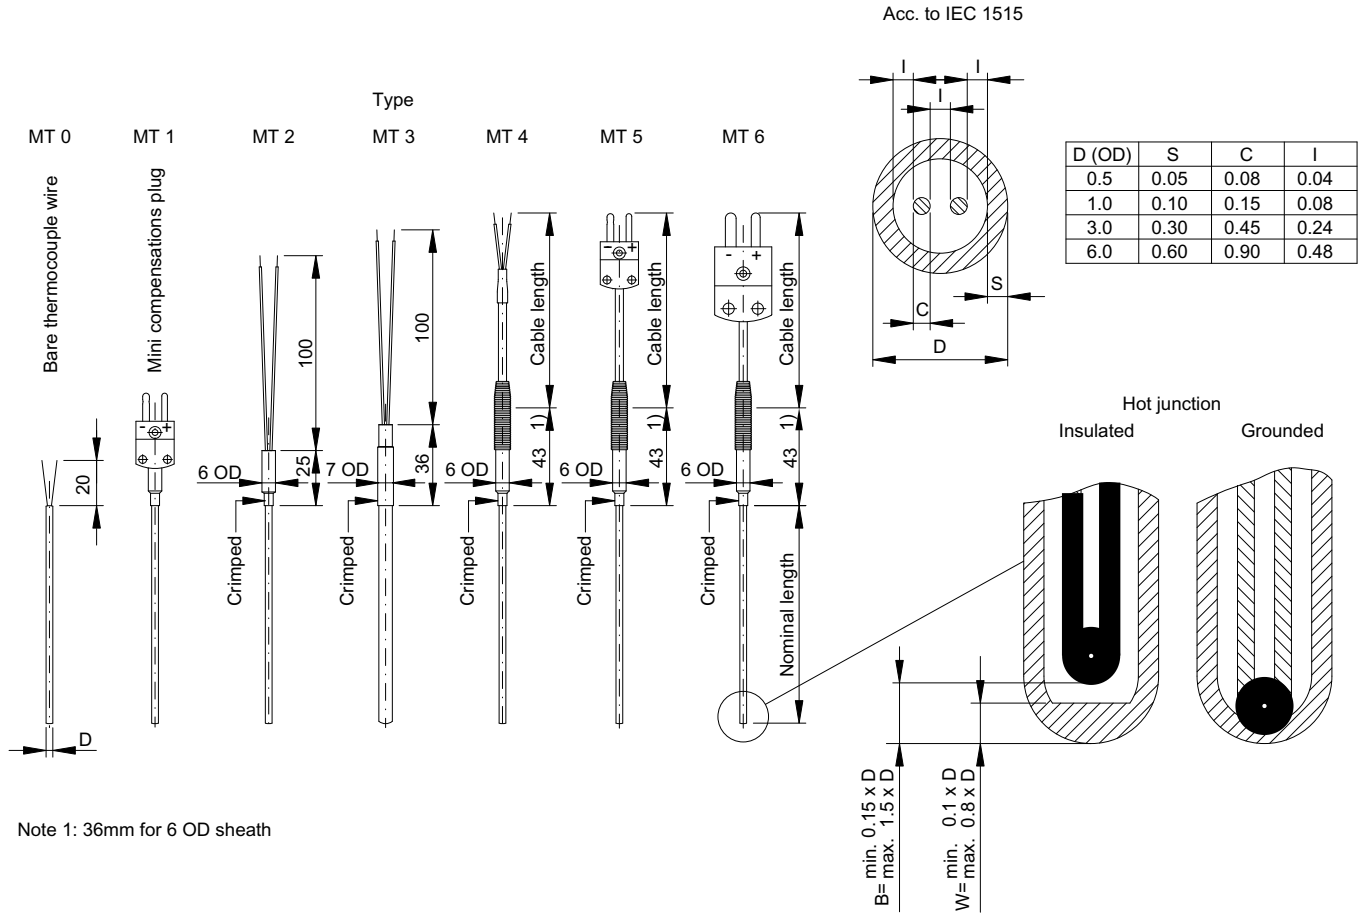 Acc. to IEC 1515
Type
MT 0
MT 1
MT 2
MT 3
MT 4
MT 5
MT 6
Bare thermocouple wire
Mini compensations plug
- +
20
D
100
25
6 OD
Crimped
100
36
7 OD
Crimped
Cable length
43 1)
6 OD
Crimped
- +
Cable length
43 1)
6 OD
Crimped
- +
Cable length
43 1)
6 OD
Crimped
Nominal length
I
I
I
S
C
D
D (OD) S C I
0.5 0.05 0.08 0.04
1.0 0.10 0.15 0.08
3.0 0.30 0.45 0.24
6.0 0.60 0.90 0.48
Hot junction
Insulated
Grounded
B= min. 0.15 x D
max. 1.5 x D
W= min. 0.1 x D
max. 0.8 x D
Note 1: 36mm for 6 OD sheath